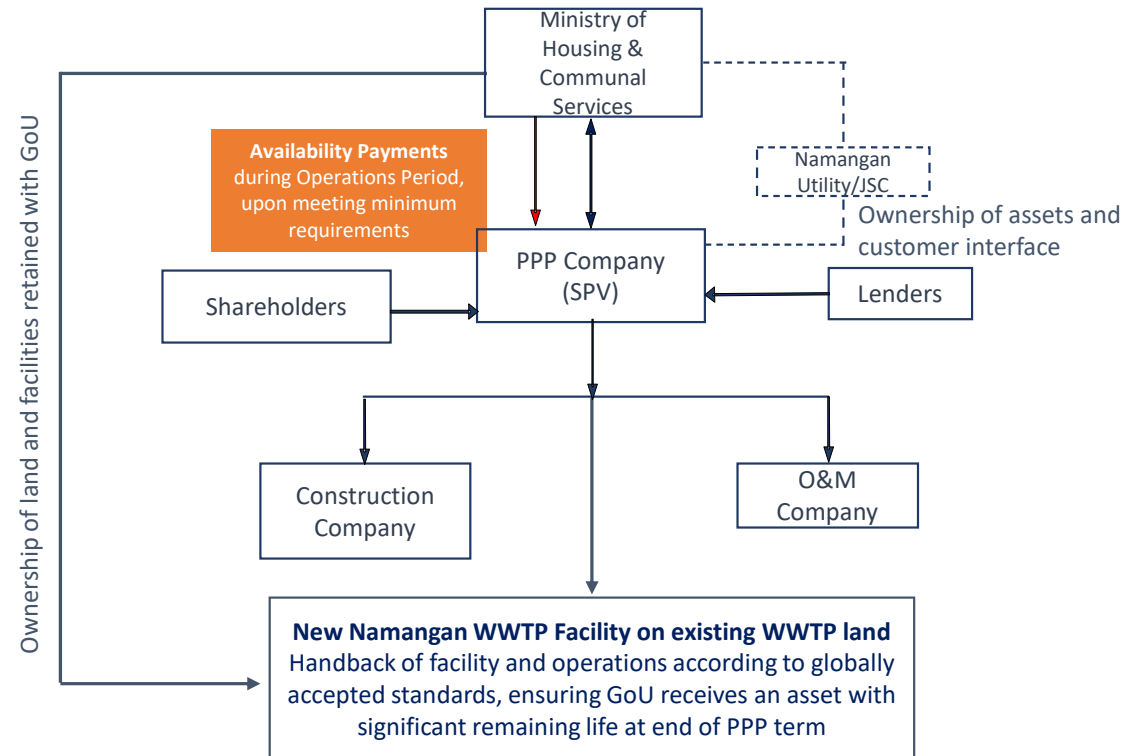 Ministry of
Housing &
Communal
Services
Availability Payments
during Operations Period,
upon meeting minimum
requirements
Namangan
Utility/JSC
Ownership of assets and
customer interface
PPP Company
(SPV)
Shareholders
Lenders
Ownership of land and facilities retained with GoU
Construction
Company
O&M
Company
New Namangan WWTP Facility on existing WWTP land
Handback of facility and operations according to globally
accepted standards, ensuring GoU receives an asset with
significant remaining life at end of PPP term